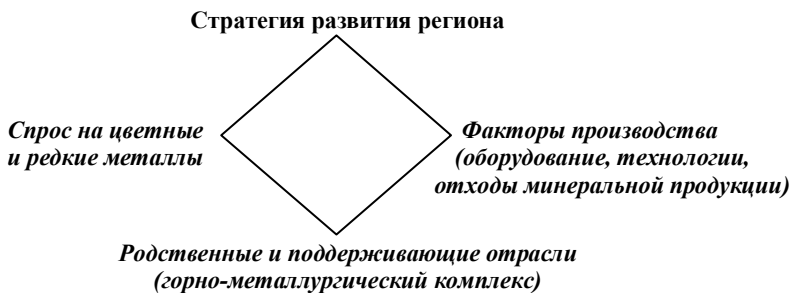 Стратегия развития региона
Спрос на цветные
и редкие металлы
Факторы производства
(оборудование, технологии,
отходы минеральной продукции)
Родственные и поддерживающие отрасли
(горно-металлургический комплекс)